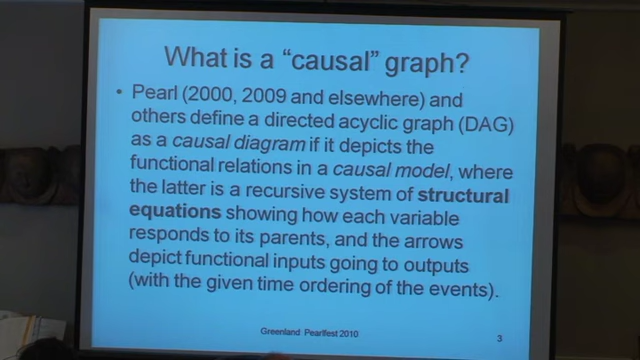 What is a “causal” graph?
• Pearl (2000, 2009 and elsewhere) and
others define a directed acyclic graph (DAG)
as a causal diagram if it depicts the
functional relations in a causal model, where
the latter is a recursive system of structural
equations showing how each variable
responds to its parents, and the arrows
depict functional inputs going to outputs
(with the given time ordering of the events).
Greenland Pearlfest 2010
3